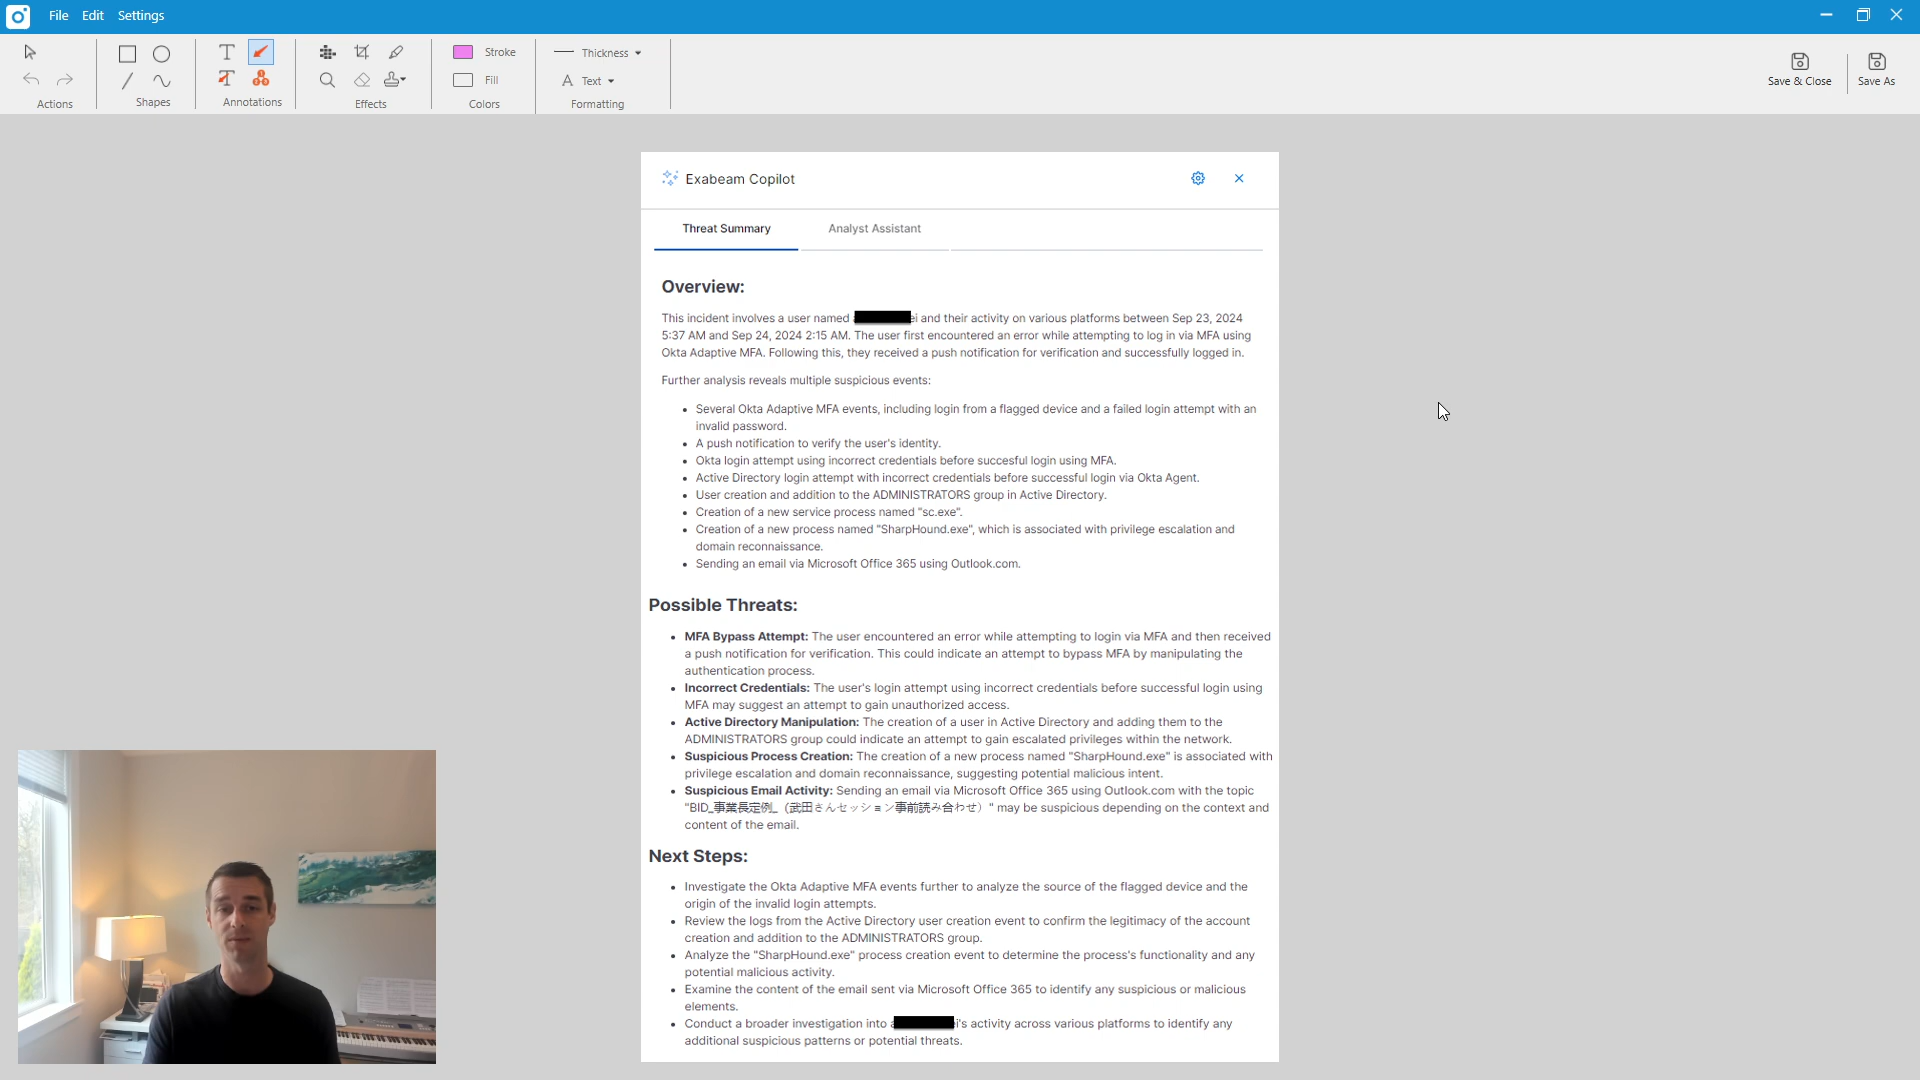 File Edit Settings
Actions
Shapes
Annotations
Effects
Stroke
Fill
Colors
Thickness
A Text
Formatting
Save & Close
Save As
Exabeam Copilot
Threat Summary Analyst Assistant
Overview:
This incident involves a user named i and their activity on various platforms between Sep 23, 2024
5:37 AM and Sep 24, 2024 2:15 AM. The user first encountered an error while attempting to log in via MFA using
Okta Adaptive MFA. Following this, they received a push notification for verification and successfully logged in.
Further analysis reveals multiple suspicious events:
• Several Okta Adaptive MFA events, including login from a flagged device and a failed login attempt with an
invalid password.
• A push notification to verify the user's identity.
• Okta login attempt using incorrect credentials before succesful login using MFA.
• Active Directory login attempt with incorrect credentials before successful login via Okta Agent.
• User creation and addition to the ADMINISTRATORS group in Active Directory.
• Creation of a new service process named "sc.exe".
• Creation of a new process named "SharpHound.exe", which is associated with privilege escalation and
domain reconnaissance.
• Sending an email via Microsoft Office 365 using Outlook.com.
Possible Threats:
• MFA Bypass Attempt: The user encountered an error while attempting to login via MFA and then received
a push notification for verification. This could indicate an attempt to bypass MFA by manipulating the
authentication process.
• Incorrect Credentials: The user's login attempt using incorrect credentials before successful login using
MFA may suggest an attempt to gain unauthorized access.
• Active Directory Manipulation: The creation of a user in Active Directory and adding them to the
ADMINISTRATORS group could indicate an attempt to gain escalated privileges within the network.
• Suspicious Process Creation: The creation of a new process named "SharpHound.exe" is associated with
privilege escalation and domain reconnaissance, suggesting potential malicious intent.
• Suspicious Email Activity: Sending an email via Microsoft Office 365 using Outlook.com with the topic
"BID_事業長定例_（武田さんセッション事前読み合わせ）" may be suspicious depending on the context and
content of the email.
Next Steps:
• Investigate the Okta Adaptive MFA events further to analyze the source of the flagged device and the
origin of the invalid login attempts.
• Review the logs from the Active Directory user creation event to confirm the legitimacy of the account
creation and addition to the ADMINISTRATORS group.
• Analyze the "SharpHound.exe" process creation event to determine the process's functionality and any
potential malicious activity.
• Examine the content of the email sent via Microsoft Office 365 to identify any suspicious or malicious
elements.
• Conduct a broader investigation into i's activity across various platforms to identify any
additional suspicious patterns or potential threats.